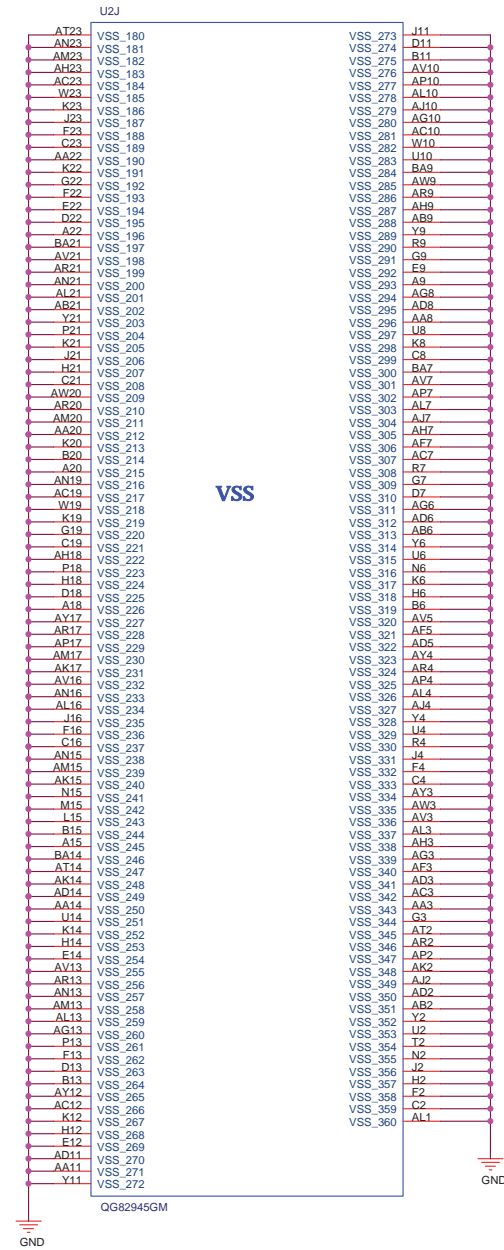 U2J
AT23 VSS_180 VSS_273 J11
AN23 VSS_181 VSS_274 D11
AM23 VSS_182 VSS_275 B11
AH23 VSS_183 VSS_276 AV10
AC23 VSS_184 VSS_277 AP10
W23 VSS_185 VSS_278 AL10
K23 VSS_186 VSS_279 AJ10
J23 VSS_187 VSS_280 AG10
F23 VSS_188 VSS_281 AC10
C23 VSS_189 VSS_282 W10
AA22 VSS_190 VSS_283 U10
K22 VSS_191 VSS_284 BA9
G22 VSS_192 VSS_285 AW9
F22 VSS_193 VSS_286 AR9
E22 VSS_194 VSS_287 AH9
D22 VSS_195 VSS_288 AB9
A22 VSS_196 VSS_289 Y9
BA21 VSS_197 VSS_290 R9
AV21 VSS_198 VSS_291 G9
AR21 VSS_199 VSS_292 E9
AN21 VSS_200 VSS_293 A9
AL21 VSS_201 VSS_294 AG8
AB21 VSS_202 VSS_295 AD8
Y21 VSS_203 VSS_296 AA8
P21 VSS_204 VSS_297 U8
K21 VSS_205 VSS_298 K8
J21 VSS_206 VSS_299 C8
H21 VSS_207 VSS_300 BA7
C21 VSS_208 VSS_301 AV7
AW20 VSS_209 VSS_302 AP7
AR20 VSS_210 VSS_303 AL7
AM20 VSS_211 VSS_304 AJ7
AA20 VSS_212 VSS_305 AH7
K20 VSS_213 VSS_306 AF7
B20 VSS_214 VSS_307 AC7
A20 VSS_215 VSS_308 R7
AN19 VSS_216 VSS_309 G7
AC19 VSS_217 VSS_310 D7
VSS
W19 VSS_218 VSS_311 AG6
K19 VSS_219 VSS_312 AD6
G19 VSS_220 VSS_313 AB6
C19 VSS_221 VSS_314 Y6
AH18 VSS_222 VSS_315 U6
P18 VSS_223 VSS_316 N6
H18 VSS_224 VSS_317 K6
D18 VSS_225 VSS_318 H6
A18 VSS_226 VSS_319 B6
AY17 VSS_227 VSS_320 AV5
AR17 VSS_228 VSS_321 AF5
AP17 VSS_229 VSS_322 AD5
AM17 VSS_230 VSS_323 AY4
AK17 VSS_231 VSS_324 AR4
AV16 VSS_232 VSS_325 AP4
AN16 VSS_233 VSS_326 AL4
AL16 VSS_234 VSS_327 AJ4
J16 VSS_235 VSS_328 Y4
F16 VSS_236 VSS_329 U4
C16 VSS_237 VSS_330 R4
AN15 VSS_238 VSS_331 J4
AM15 VSS_239 VSS_332 F4
AK15 VSS_240 VSS_333 C4
N15 VSS_241 VSS_334 AY3
M15 VSS_242 VSS_335 AW3
L15 VSS_243 VSS_336 AV3
B15 VSS_244 VSS_337 AL3
A15 VSS_245 VSS_338 AH3
BA14 VSS_246 VSS_339 AG3
AT14 VSS_247 VSS_340 AF3
AK14 VSS_248 VSS_341 AD3
AD14 VSS_249 VSS_342 AC3
AA14 VSS_250 VSS_343 AA3
U14 VSS_251 VSS_344 G3
K14 VSS_252 VSS_345 AT2
H14 VSS_253 VSS_346 AR2
E14 VSS_254 VSS_347 AP2
AV13 VSS_255 VSS_348 AK2
AR13 VSS_256 VSS_349 AJ2
AN13 VSS_257 VSS_350 AD2
AM13 VSS_258 VSS_351 AB2
AL13 VSS_259 VSS_352 Y2
AG13 VSS_260 VSS_353 U2
P13 VSS_261 VSS_354 T2
F13 VSS_262 VSS_355 N2
D13 VSS_263 VSS_356 J2
B13 VSS_264 VSS_357 H2
AY12 VSS_265 VSS_358 F2
AC12 VSS_266 VSS_359 C2
K12 VSS_267 VSS_360 AL1
H12 VSS_268
E12 VSS_269
AD11 VSS_270
AA11 VSS_271
Y11 VSS_272
GND
QG82945GM
GND